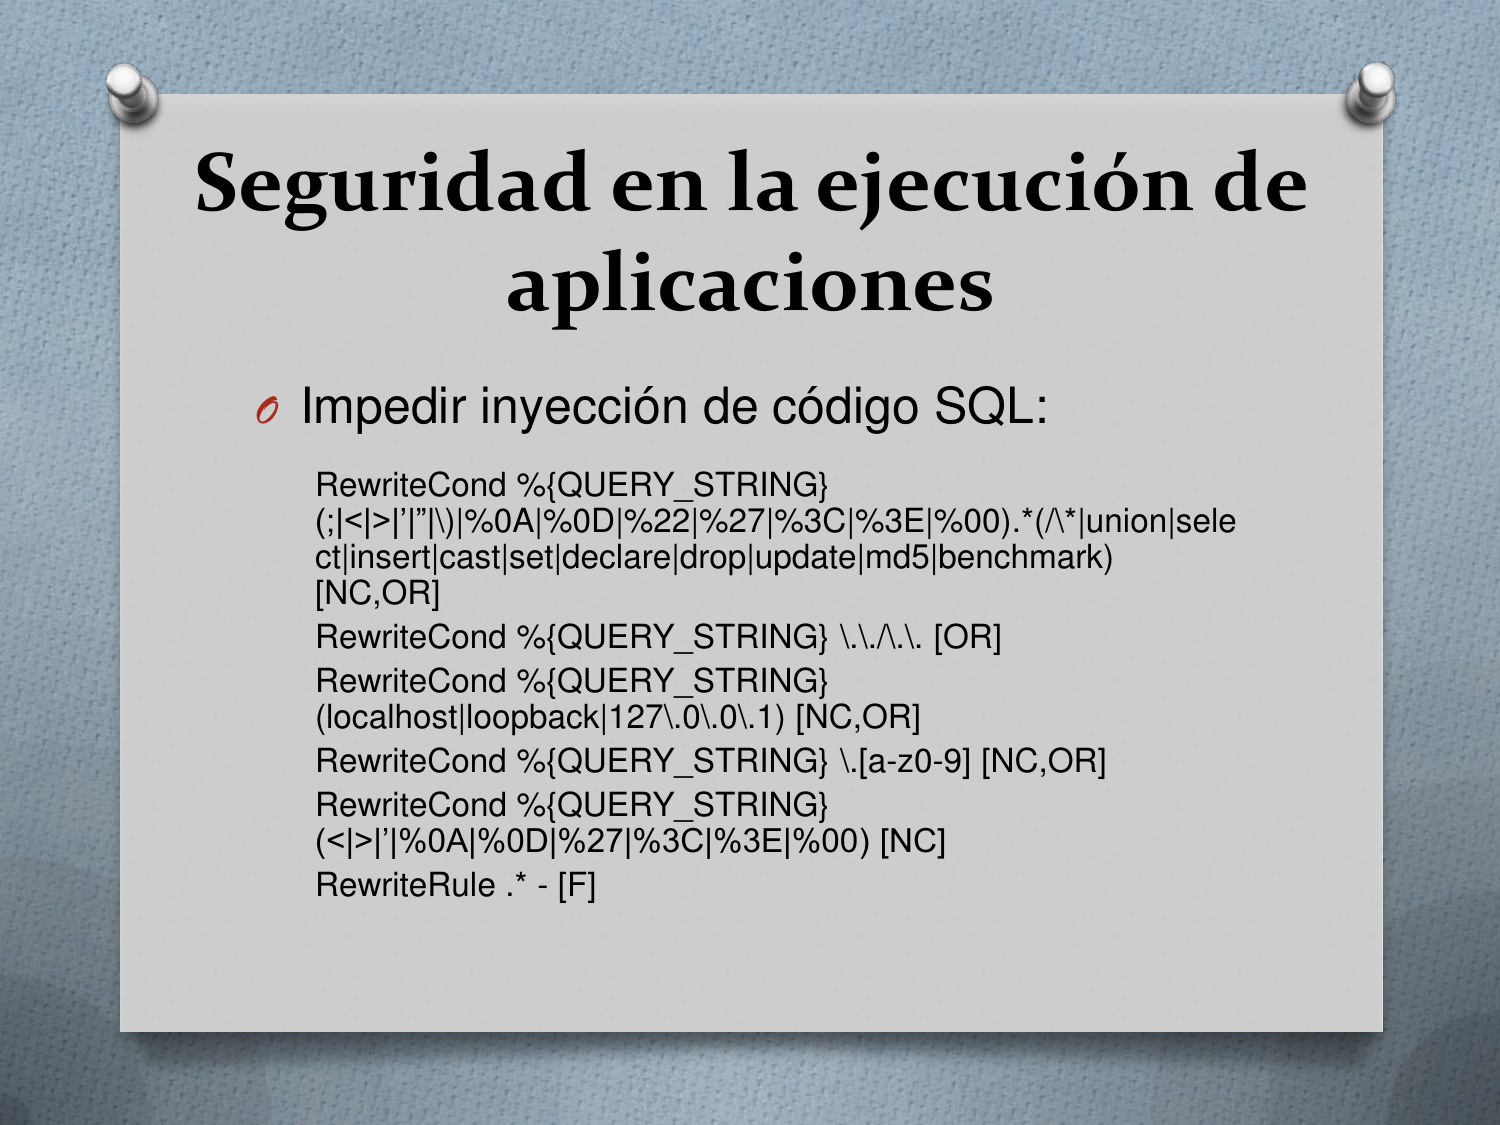 Seguridad en la ejecución de
aplicaciones
Impedir inyección de código SQL:
RewriteCond %{QUERY_STRING}
(;|<|>|’|”|\)|%0A|%0D|%22|%27|%3C|%3E|%00).*(/\*|union|sele
ct|insert|cast|set|declare|drop|update|md5|benchmark)
[NC,OR]
RewriteCond %{QUERY_STRING} \.\./\.\. [OR]
RewriteCond %{QUERY_STRING}
(localhost|loopback|127\.0\.0\.1) [NC,OR]
RewriteCond %{QUERY_STRING} \.[a-z0-9] [NC,OR]
RewriteCond %{QUERY_STRING}
(<|>|’|%0A|%0D|%27|%3C|%3E|%00) [NC]
RewriteRule .* - [F]